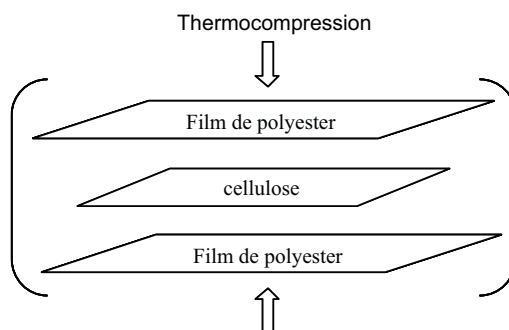 Thermocompression
Film de polyester
cellulose
Film de polyester